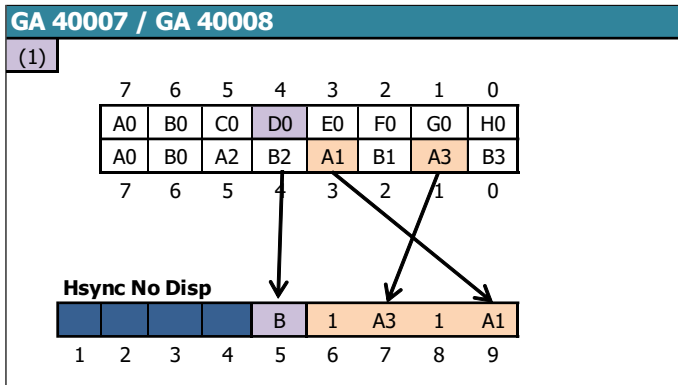 GA 40007 / GA 40008
(1)
7 6 5 4 3 2 1 0
A0 B0 C0 D0 E0 F0 G0 H0
A0 B0 A2 B2 A1 B1 A3 B3
7 6 5 4 3 2 1 0
Hsync No Disp
B 1 A3 1 A1
1 2 3 4 5 6 7 8 9